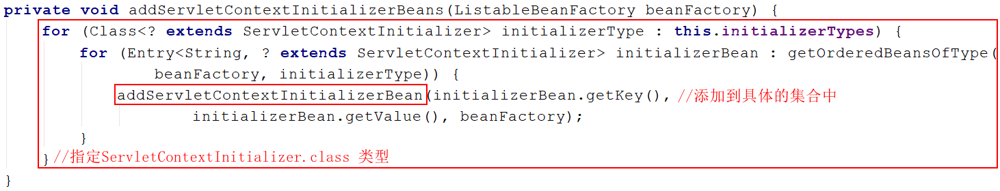 private void addServletContextInitializerBeans(ListableBeanFactory beanFactory) {
for (Class<? extends ServletContextInitializer> initializerType : this.initializerTypes) {
for (Entry<String, ? extends ServletContextInitializer> initializerBean : getOrderedBeansOfType(
beanFactory, initializerType)) {
addServletContextInitializerBean(initializerBean.getKey(), //添加到具体的集合中
initializerBean.getValue(), beanFactory);
}
} //指定ServletContextInitializer.class 类型
}